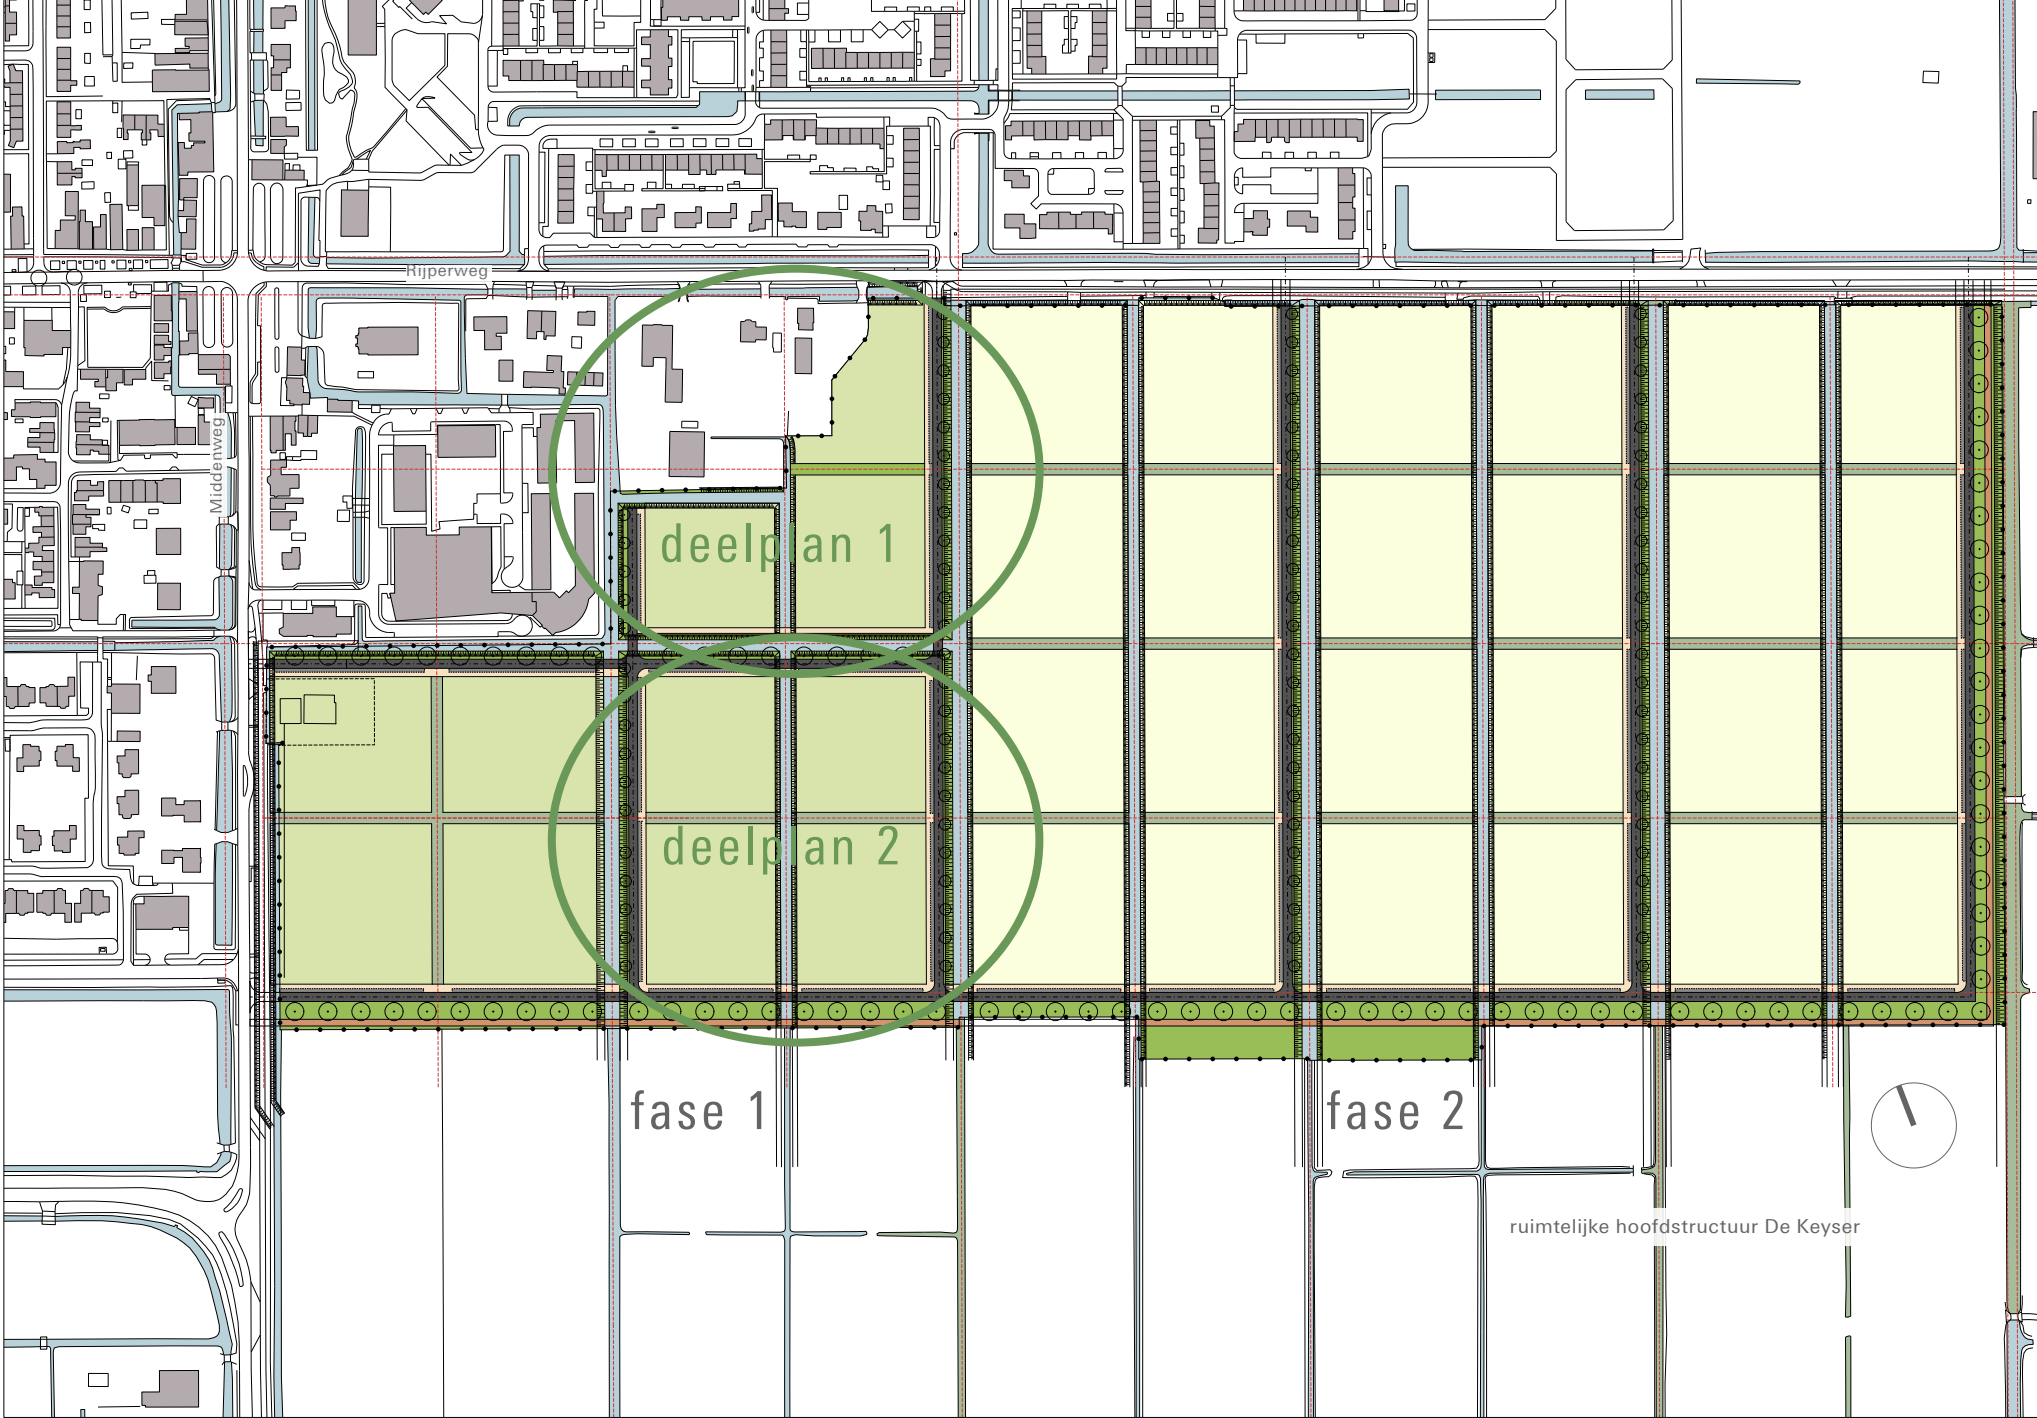 Rijperweg
Middenweg
deelplan 1
deelplan 2
fase 1
fase 2
ruimtelijke hoofdstructuur De Keyser